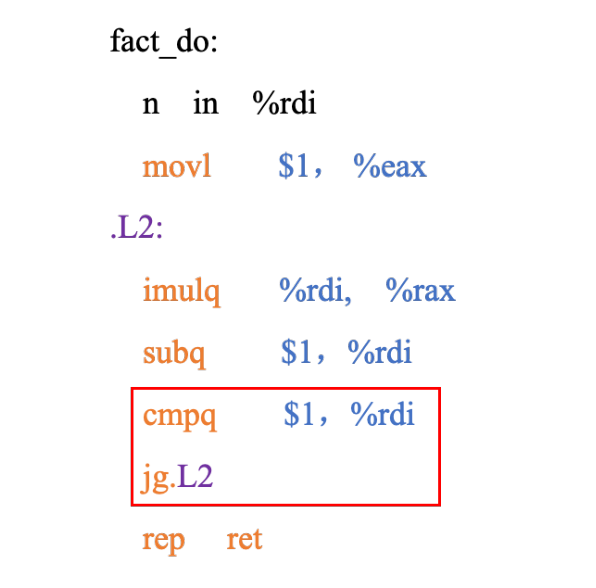 fact_do:
n in %rdi
movl $1， %eax
.L2:
imulq %rdi, %rax
subq $1，%rdi
cmpq $1，%rdi
jg.L2
rep ret